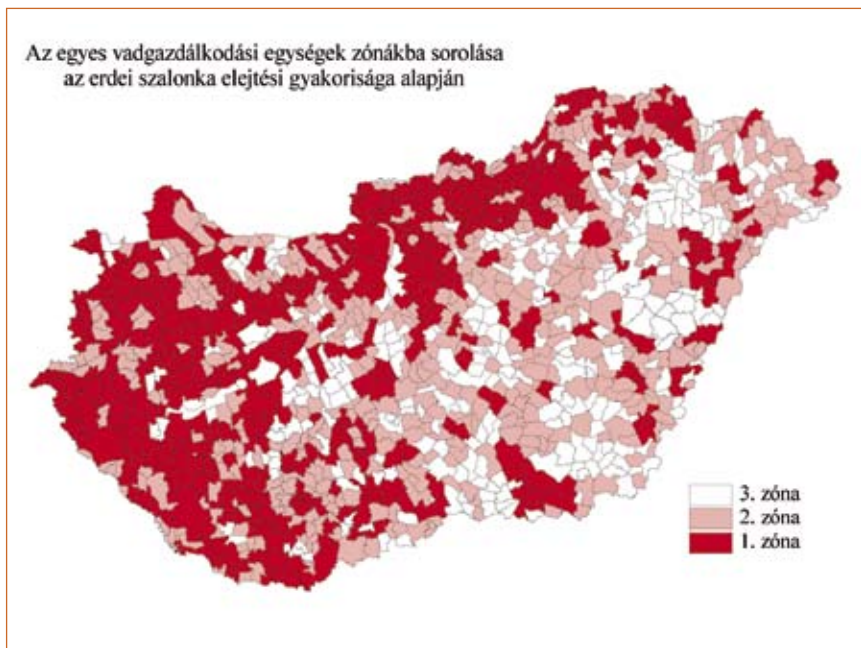 Az egyes vadgazdálkodási egységek zónákba sorolása
az erdei szalonka elejtési gyakorisága alapján
3. zóna
2. zóna
1. zóna